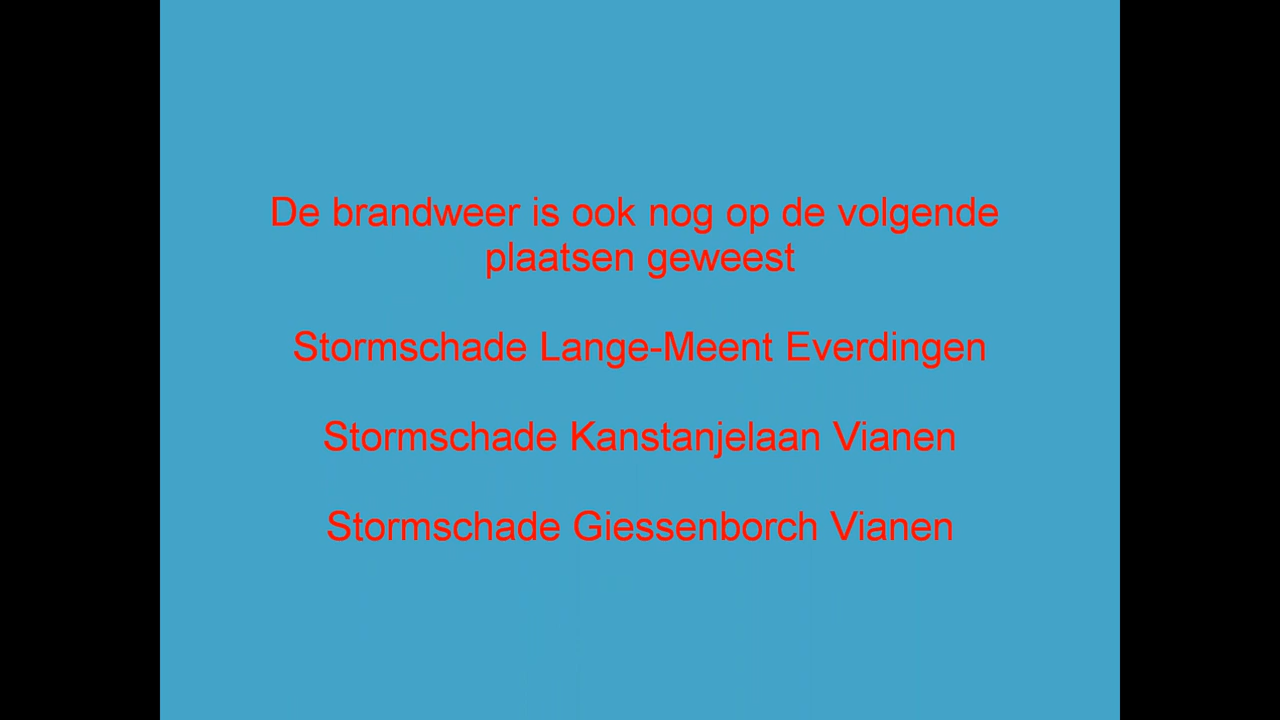 De brandweer is ook nog op de volgende
plaatsen geweest
Stormschade Lange-Meent Everdingen
Stormschade Kanstanjelaan Vianen
Stormschade Giessenborch Vianen